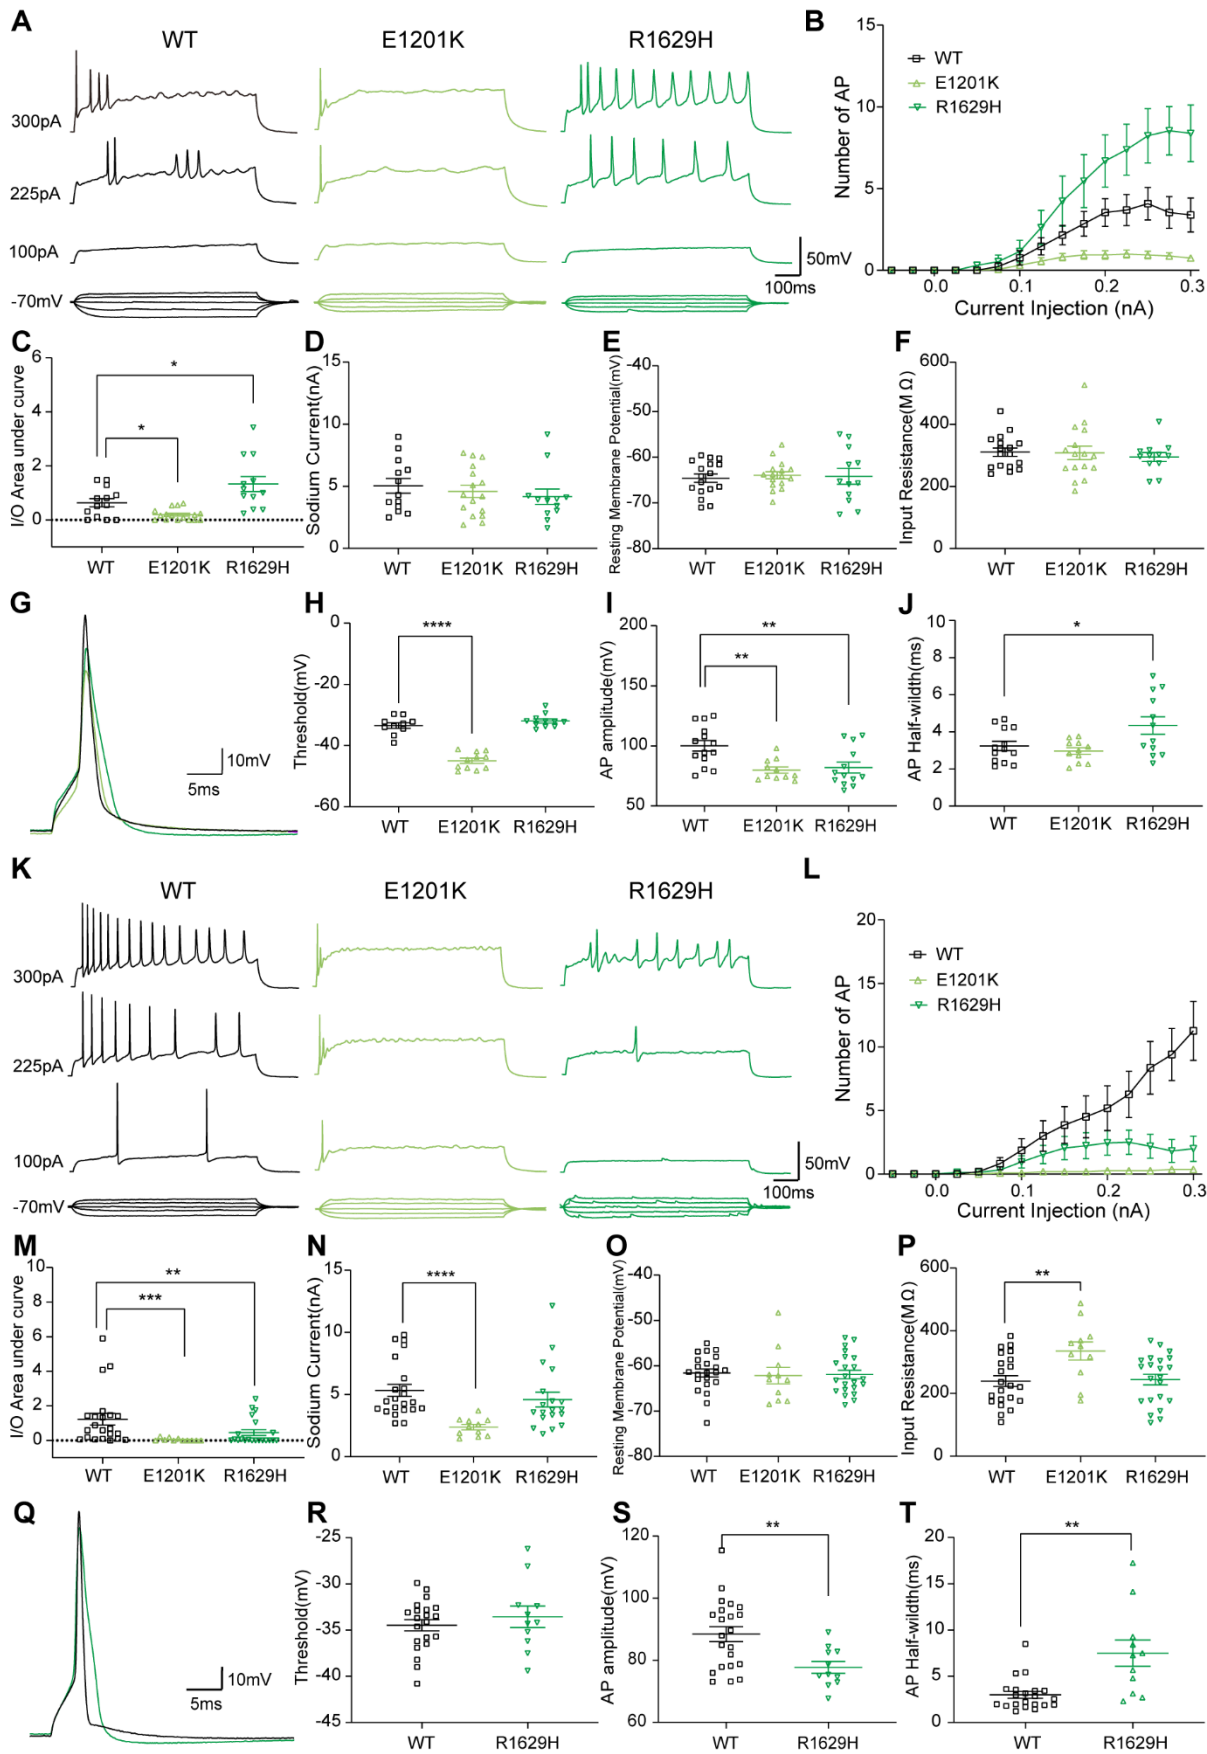 A
WT
E1201K
R1629H
300pA
225pA
100pA
-70mV
50mV
100ms
B
15
10
5
0
Number of AP
WT
E1201K
R1629H
0.0
0.1
0.2
0.3
Current Injection (nA)
C
6
4
2
0
I/O Area under curve
*
*
WT
E1201K
R1629H
D
15
10
5
0
Sodium Current(nA)
WT
E1201K
R1629H
E
-40
-50
-60
-70
-80
Resting Membrane Potential(mV)
WT
E1201K
R1629H
F
600
400
200
0
Input Resistance(MΩ)
WT
E1201K
R1629H
G
10mV
5ms
H
0
-20
-40
-60
Threshold(mV)
****
WT
E1201K
R1629H
I
200
150
100
50
AP amplitude(mV)
**
**
WT
E1201K
R1629H
J
10
8
6
4
2
0
AP Half-wildth(ms)
*
WT
E1201K
R1629H
K
WT
E1201K
R1629H
300pA
225pA
100pA
-70mV
50mV
100ms
L
20
15
10
5
0
Number of AP
WT
E1201K
R1629H
0.0
0.1
0.2
0.3
Current Injection (nA)
M
10
8
6
4
2
0
I/O Area under curve
**
***
WT
E1201K
R1629H
N
15
10
5
0
Sodium Current(nA)
****
WT
E1201K
R1629H
O
-40
-50
-60
-70
-80
Resting Membrane Potential(mV)
WT
E1201K
R1629H
P
600
400
200
0
Input Resistance(MΩ)
**
WT
E1201K
R1629H
Q
10mV
5ms
R
-25
-30
-35
-40
-45
Threshold(mV)
WT
R1629H
S
120
100
80
60
AP amplitude(mV)
**
WT
R1629H
T
20
15
10
5
0
AP Half-wildth(ms)
**
WT
R1629H